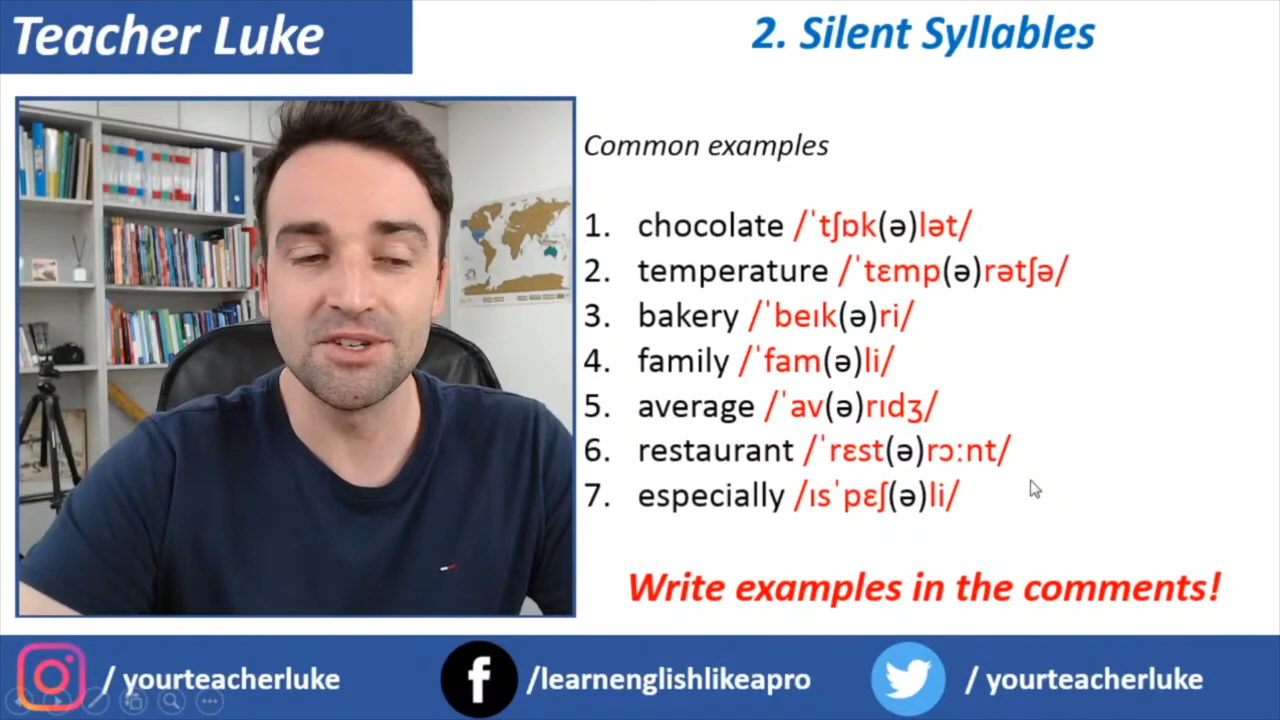 Teacher Luke
2. Silent Syllables
Common examples
1. chocolate /ˈtʃɒk(ə)lət/
2. temperature /ˈtɛmp(ə)rətʃə/
3. bakery /ˈbeɪk(ə)ri/
4. family /ˈfam(ə)li/
5. average /ˈav(ə)rɪdʒ/
6. restaurant /ˈrɛst(ə)rɔːnt/
7. especially /ɪsˈpɛʃ(ə)li/
Write examples in the comments!
/ yourteacherluke
/learnenglishlikeapro
/ yourteacherluke